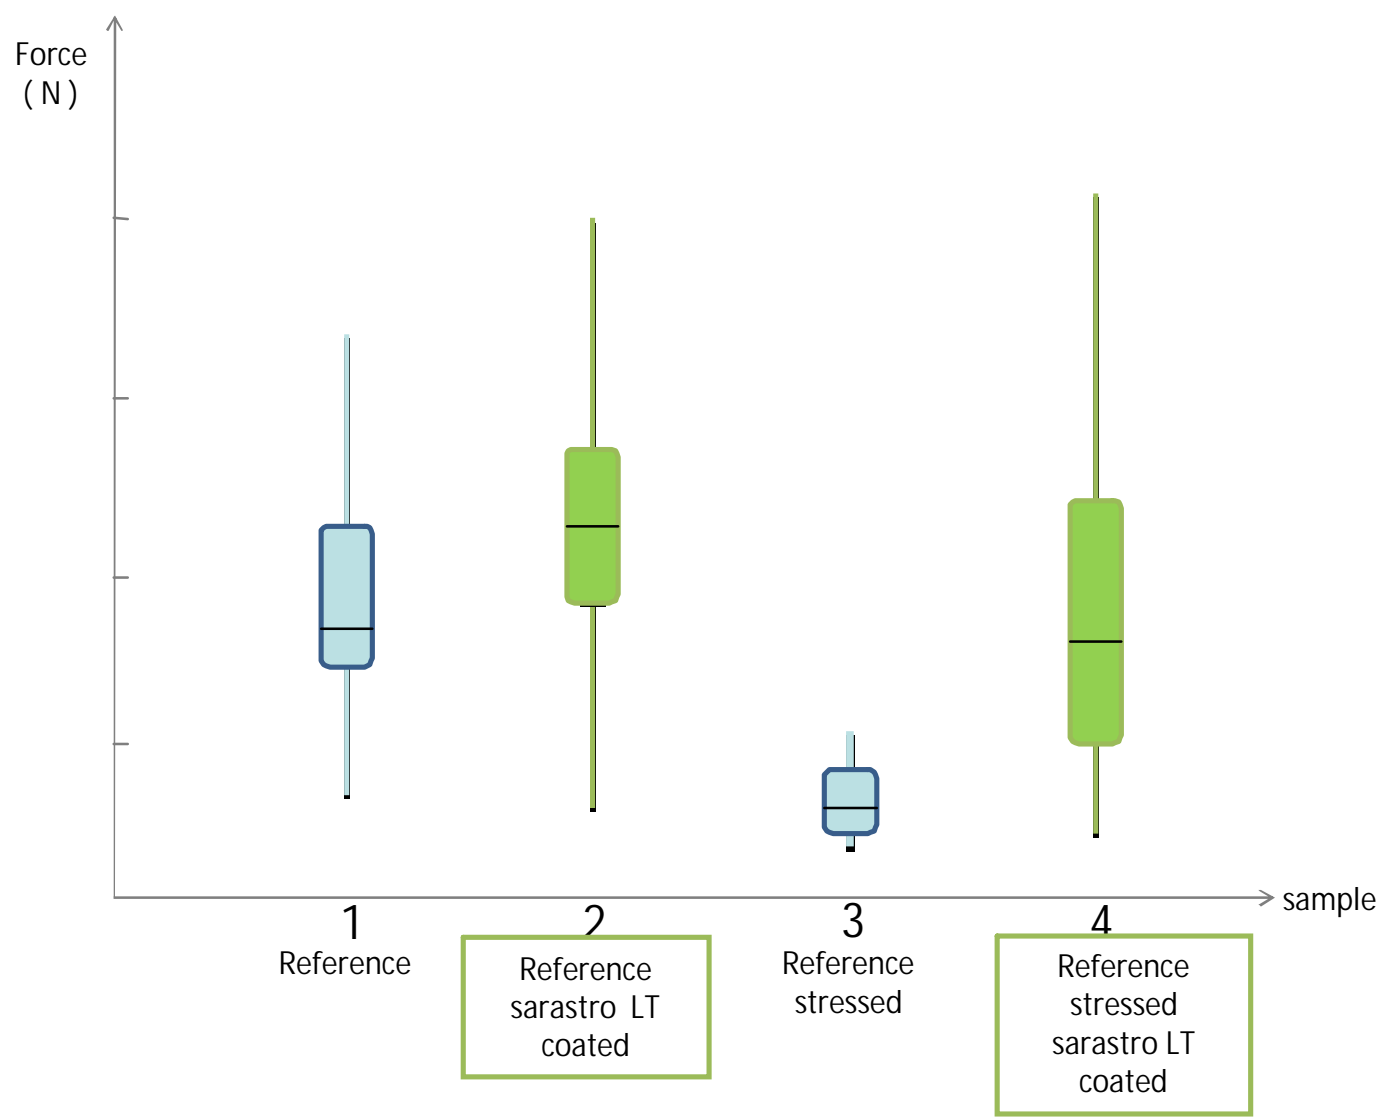 Force
( N )
sample
1
Reference
2
Reference
sarastro LT
coated
3
Reference
stressed
4
Reference
stressed
sarastro LT
coated